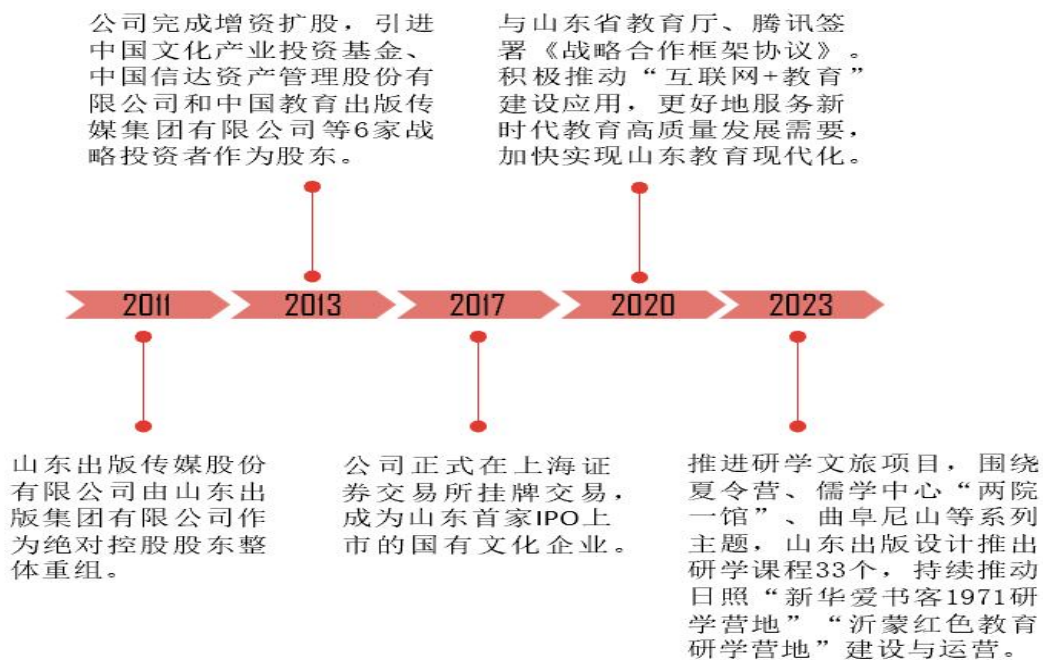 公司完成增资扩股，引进
中国文化产业投资基金、
中国信达资产管理股份有
限公司和中国教育出版传
媒集团有限公司等6家战
略投资者作为股东。
与山东省教育厅、腾讯签
署《战略合作框架协议》。
积极推动“互联网+教育”
建设应用，更好地服务新
时代教育高质量发展需要，
加快实现山东教育现代化。
2011
2013
2017
2020
2023
山东出版传媒股份
有限公司由山东出
版集团有限公司作
为绝对控股股东整
体重组。
公司正式在上海证
券交易所挂牌交易，
成为山东首家IPO上
市的国有文化企业。
推进研学文旅项目，围绕
夏令营、儒学中心“两院
一馆”、曲阜尼山等系列
主题，山东出版设计推出
研学课程33个，持续推动
日照“新华爱书客1971研
学营地”“沂蒙红色教育
研学营地”建设与运营。